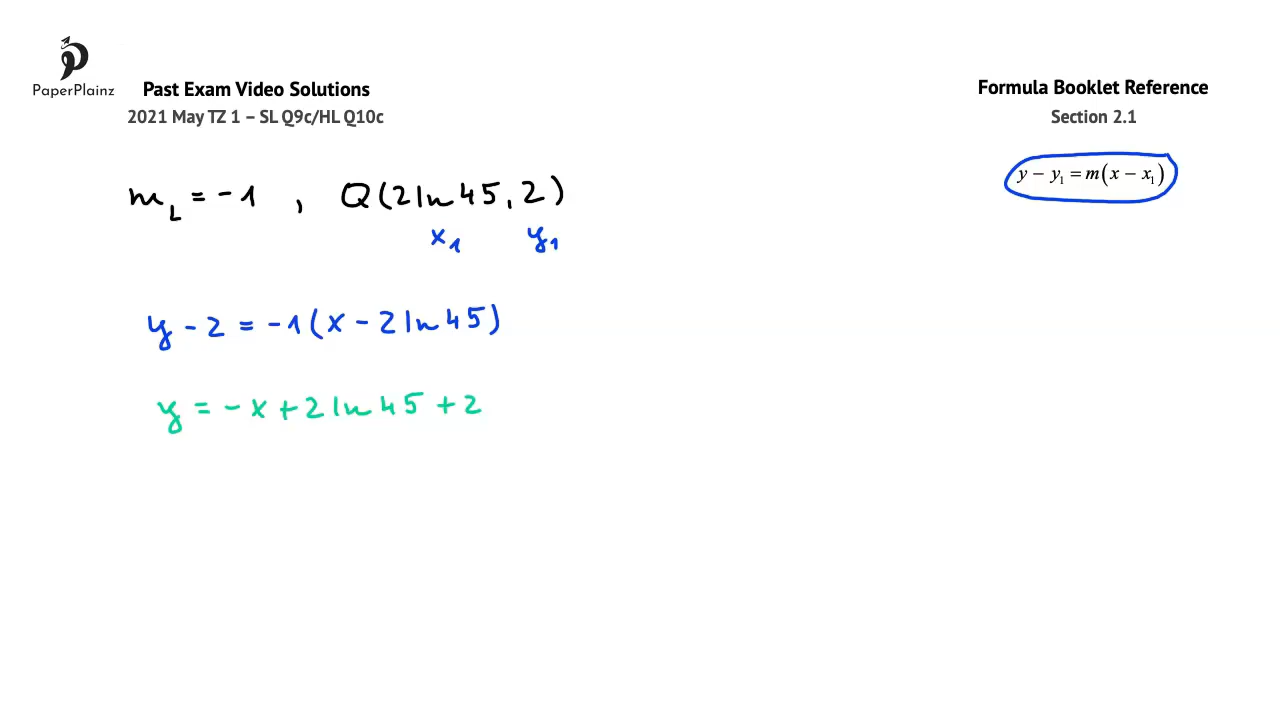 PaperPlainz
Past Exam Video Solutions
2021 May TZ 1 – SL Q9c/HL Q10c
Formula Booklet Reference
Section 2.1
y − y₁ = m(x − x₁)
m_L = -1 , Q(2ln45, 2)
x₁ y₁
y - 2 = -1(x - 2ln45)
y = -x + 2ln45 + 2